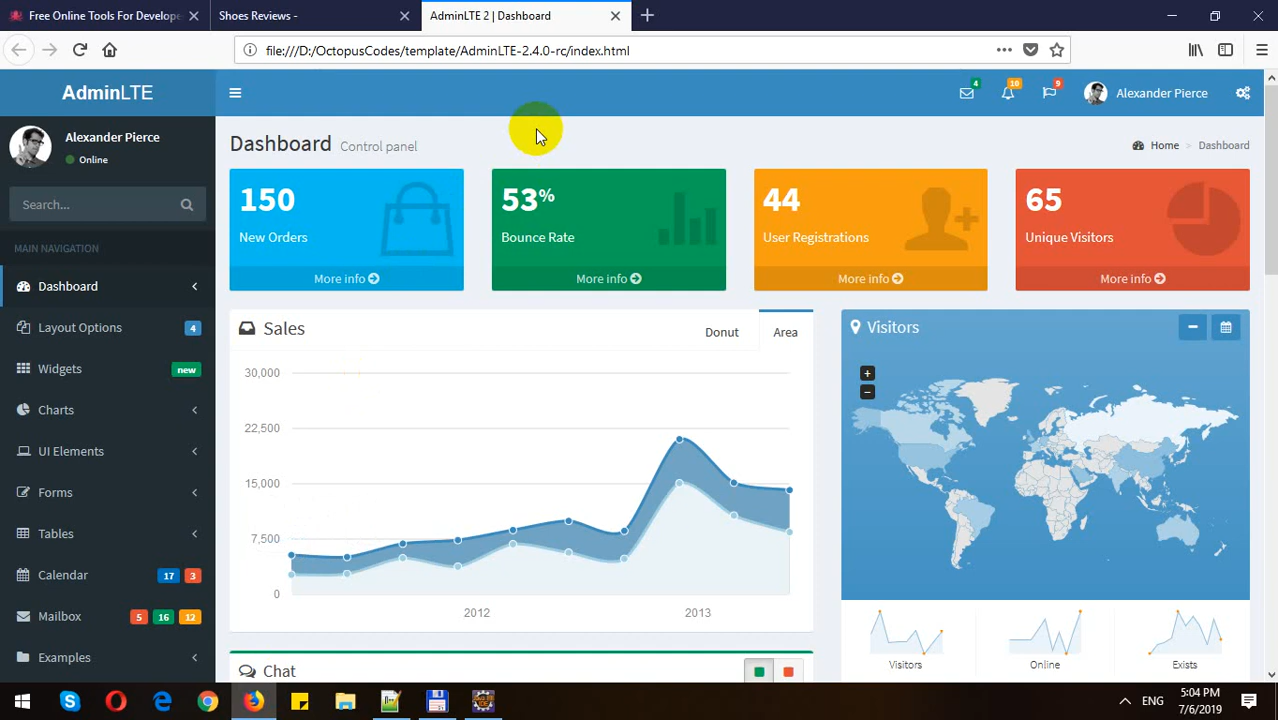 Free Online Tools For Develope
Shoes Reviews -
AdminLTE 2 | Dashboard
file:///D:/OctopusCodes/template/AdminLTE-2.4.0-rc/index.html
AdminLTE
4
10
9
Alexander Pierce
Alexander Pierce
Online
Search...
MAIN NAVIGATION
Dashboard
Layout Options 4
Widgets new
Charts
UI Elements
Forms
Tables
Calendar 17 3
Mailbox 5 16 12
Examples
Dashboard Control panel
Home > Dashboard
150
New Orders
More info
53%
Bounce Rate
More info
44
User Registrations
More info
65
Unique Visitors
More info
Sales
Donut
Area
30,000
22,500
15,000
7,500
0
2012
2013
Visitors
+
−
Visitors
Online
Exists
Chat
ENG
5:04 PM
7/6/2019